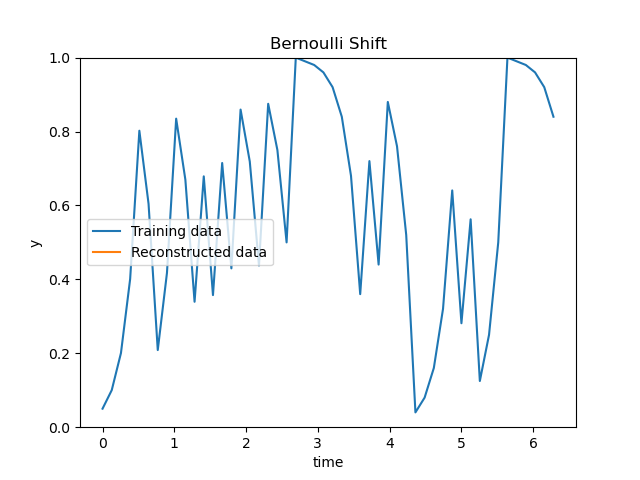 Bernoulli Shift
1.0
0.8
0.6
0.4
0.2
0.0
y
Training data
Reconstructed data
0 1 2 3 4 5 6
time